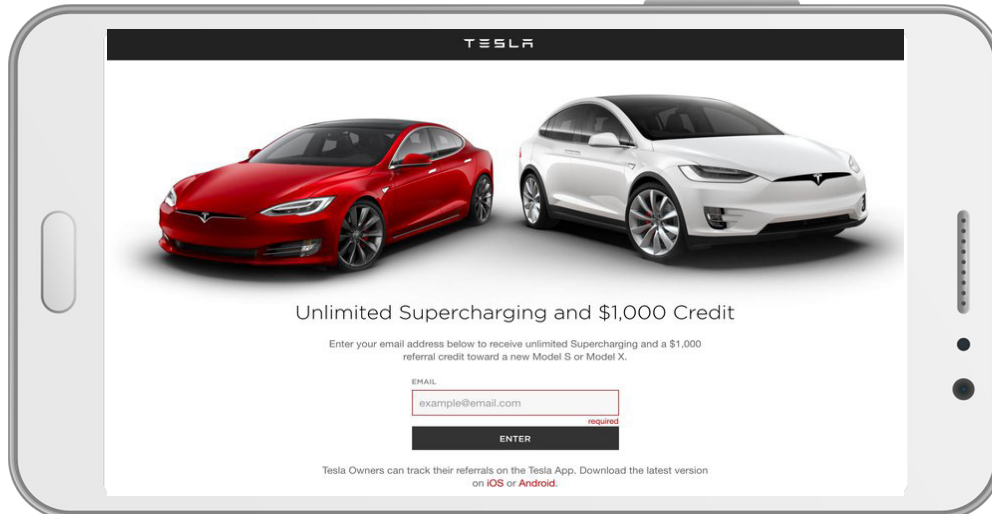 TESLA
Unlimited Supercharging and $1,000 Credit
Enter your email address below to receive unlimited Supercharging and a $1,000
referral credit toward a new Model S or Model X.
EMAIL
example@email.com
required
ENTER
Tesla Owners can track their referrals on the Tesla App. Download the latest version
on iOS or Android.